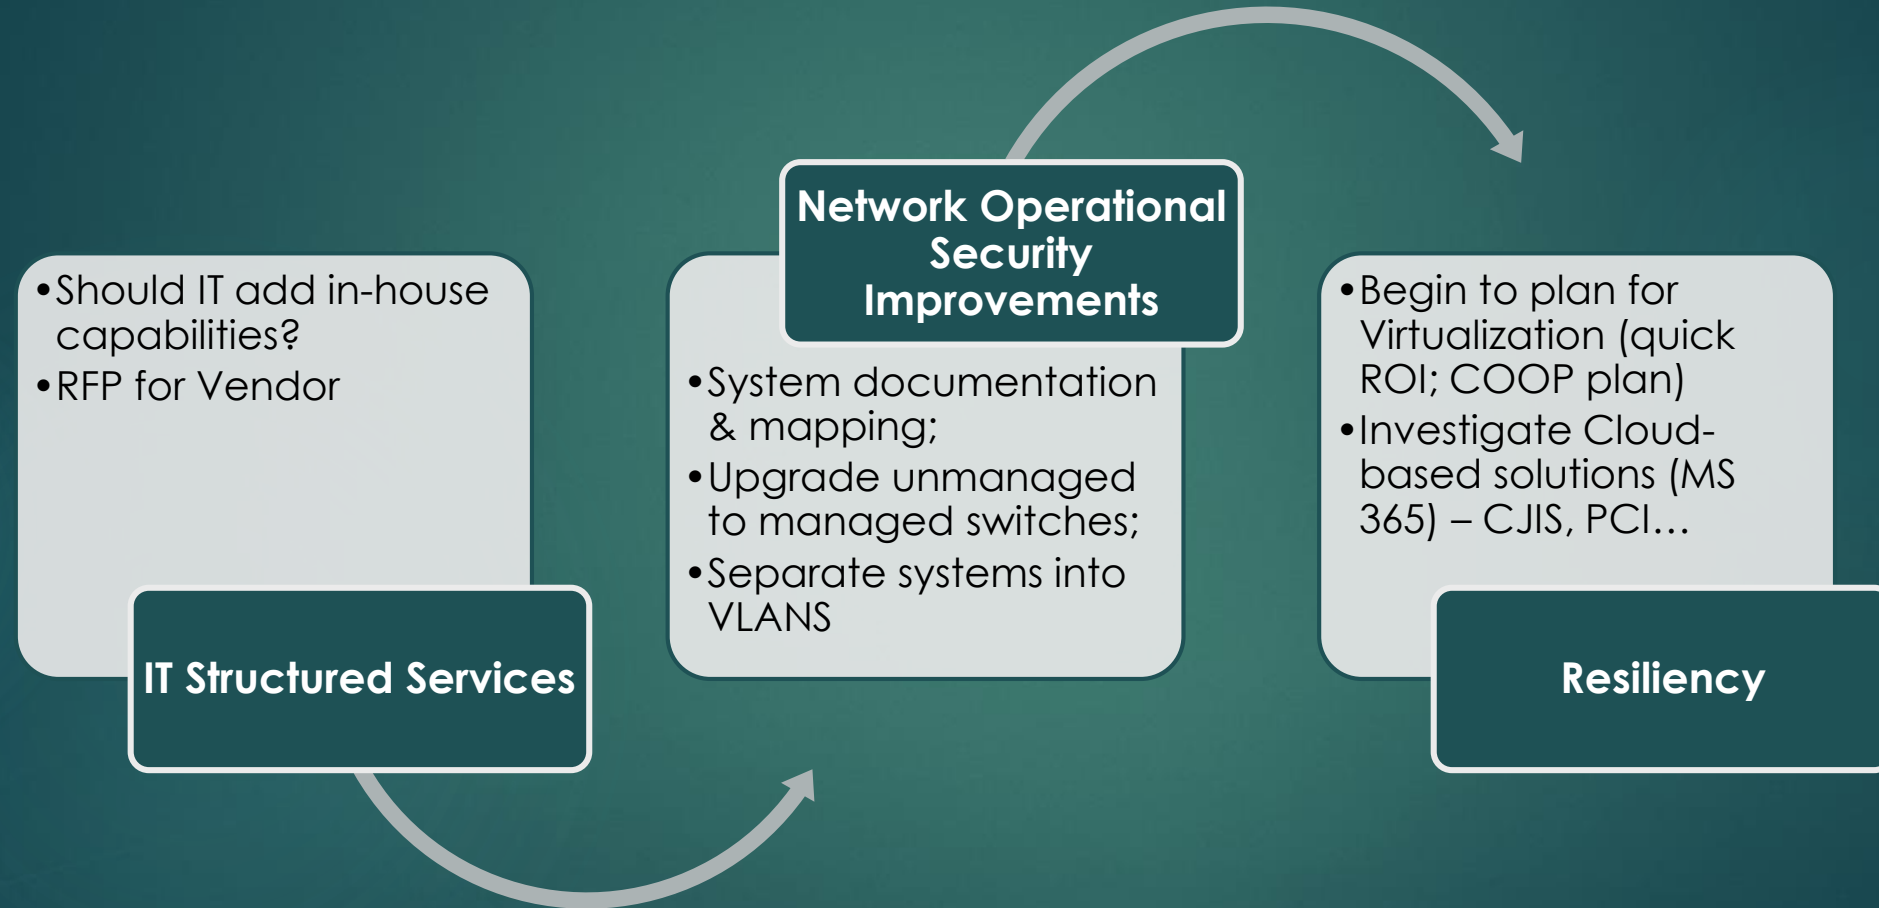 •Should IT add in-house
capabilities?
•RFP for Vendor
IT Structured Services
Network Operational
Security
Improvements
•System documentation
& mapping;
•Upgrade unmanaged
to managed switches;
•Separate systems into
VLANS
•Begin to plan for
Virtualization (quick
ROI; COOP plan)
•Investigate Cloud-
based solutions (MS
365) – CJIS, PCI…
Resiliency